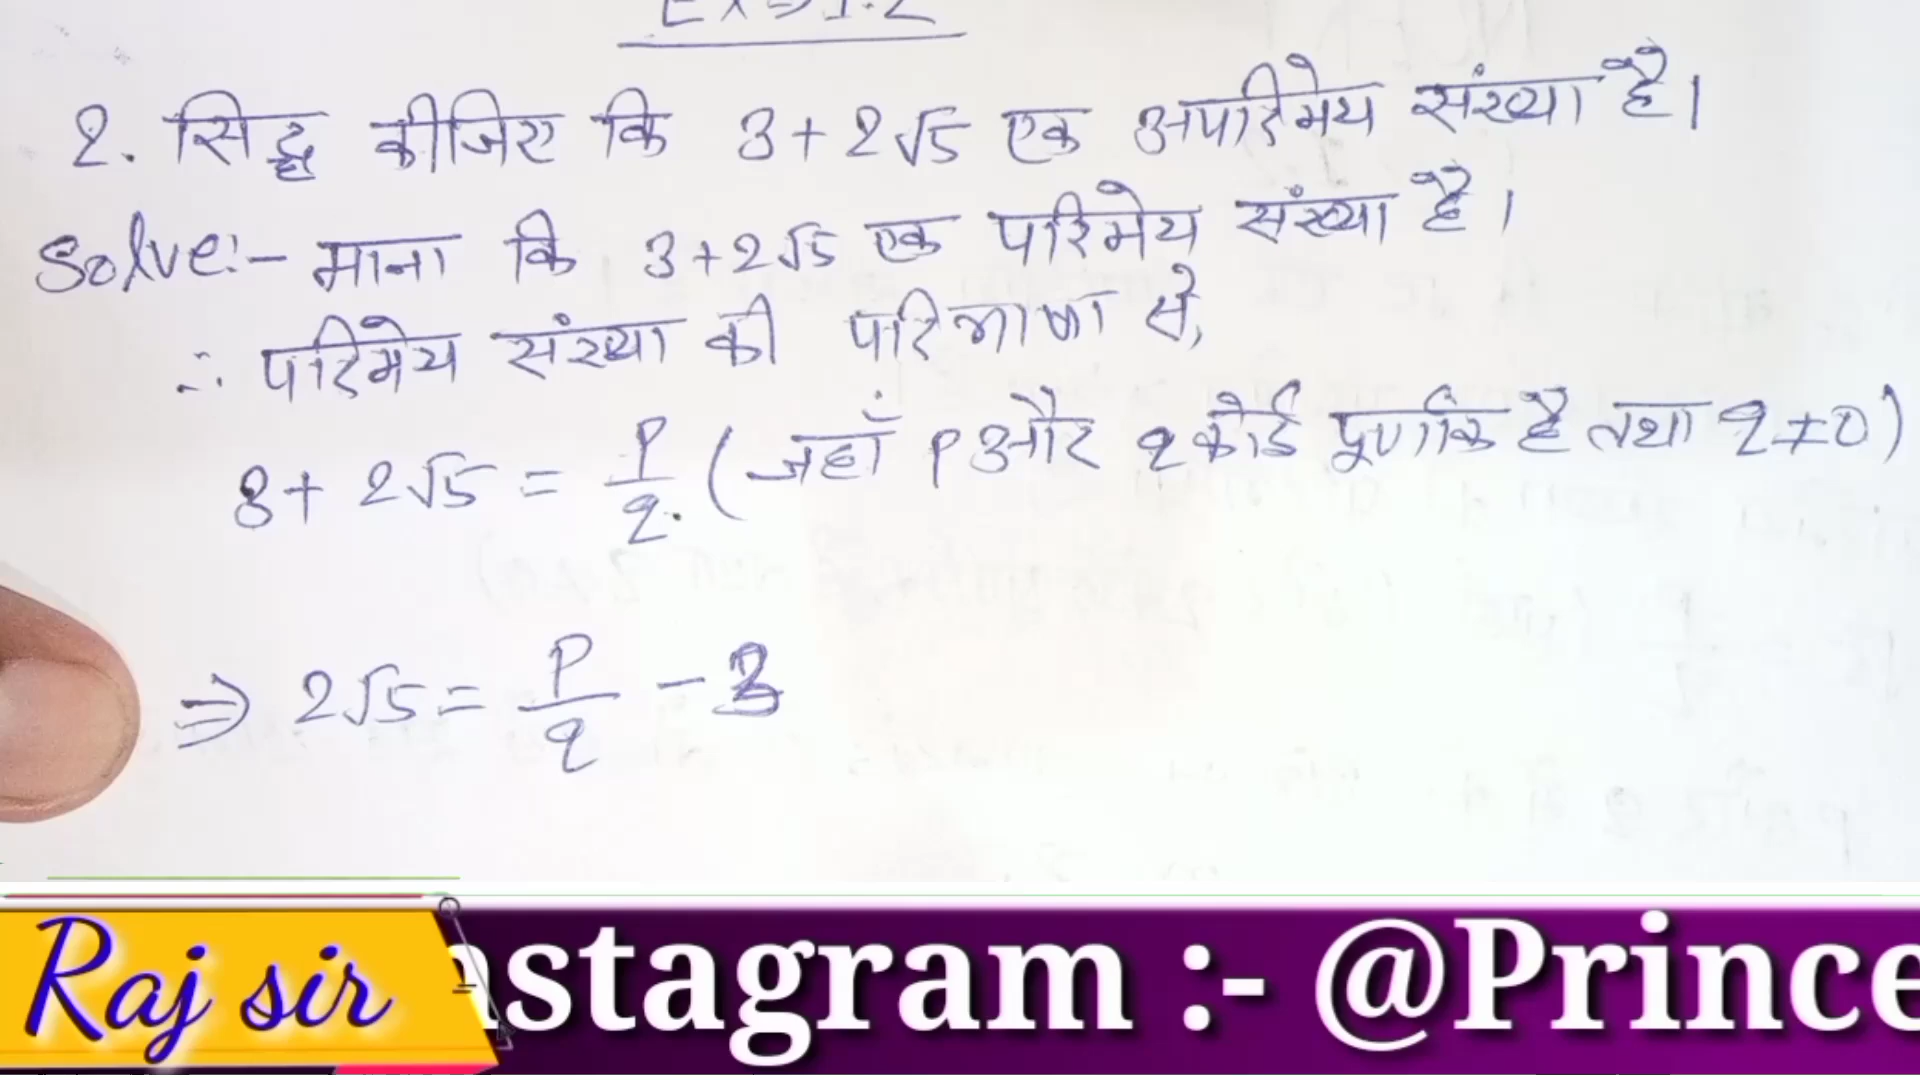 Ex⇒1.2
2. सिद्ध कीजिए कि 3+2√5 एक अपरिमेय संख्या है।
Solve:- माना कि 3+2√5 एक परिमेय संख्या है।
∴ परिमेय संख्या की परिभाषा से,
3+2√5 = p/q (जहाँ p और q कोई पूर्णांक है तथा q≠0)
⇒ 2√5 = p/q - 3
Raj sir
nstagram :- @Prince